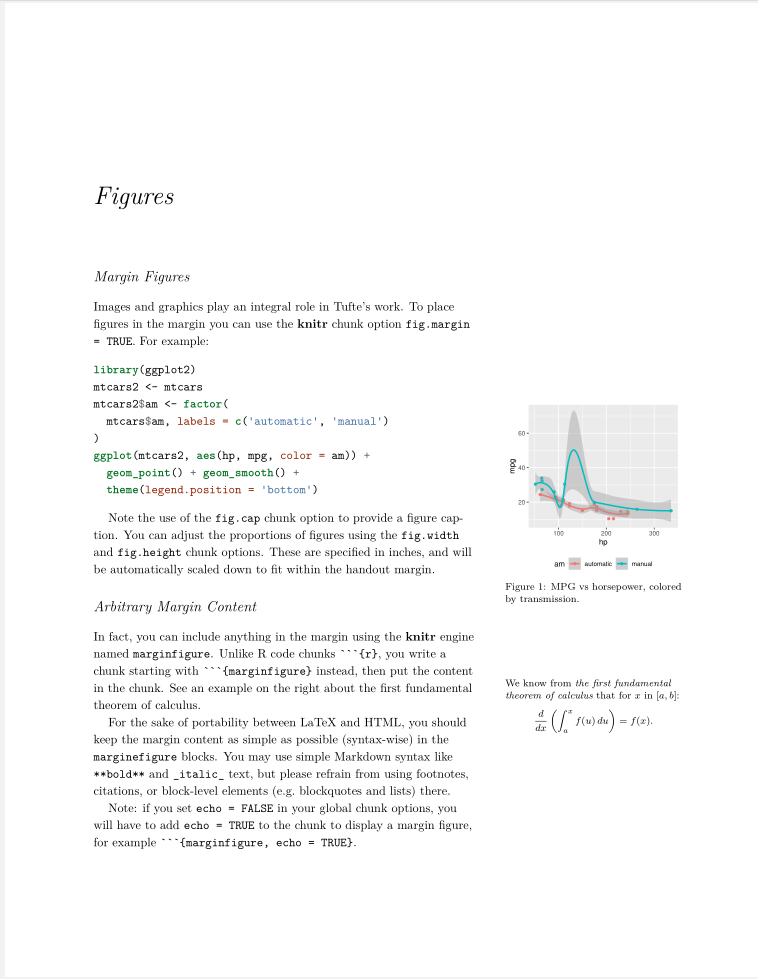 Figures
Margin Figures
Images and graphics play an integral role in Tufte's work. To place
figures in the margin you can use the knitr chunk option fig.margin
= TRUE. For example:
library(ggplot2)
mtcars2 <- mtcars
mtcars2$am <- factor(
  mtcars$am, labels = c('automatic', 'manual')
)
ggplot(mtcars2, aes(hp, mpg, color = am)) +
  geom_point() + geom_smooth() +
  theme(legend.position = 'bottom')
Note the use of the fig.cap chunk option to provide a figure cap-
tion. You can adjust the proportions of figures using the fig.width
and fig.height chunk options. These are specified in inches, and will
be automatically scaled down to fit within the handout margin.
Arbitrary Margin Content
In fact, you can include anything in the margin using the knitr engine
named marginfigure. Unlike R code chunks ```{r}, you write a
chunk starting with ```{marginfigure} instead, then put the content
in the chunk. See an example on the right about the first fundamental
theorem of calculus.
For the sake of portability between LaTeX and HTML, you should
keep the margin content as simple as possible (syntax-wise) in the
marginefigure blocks. You may use simple Markdown syntax like
**bold** and _italic_ text, but please refrain from using footnotes,
citations, or block-level elements (e.g. blockquotes and lists) there.
Note: if you set echo = FALSE in your global chunk options, you
will have to add echo = TRUE to the chunk to display a margin figure,
for example ```{marginfigure, echo = TRUE}.
60
40
20
mpg
100 200 300
hp
am automatic manual
Figure 1: MPG vs horsepower, colored
by transmission.
We know from the first fundamental
theorem of calculus that for x in [a, b]:
d/dx (∫_a^x f(u) du) = f(x).